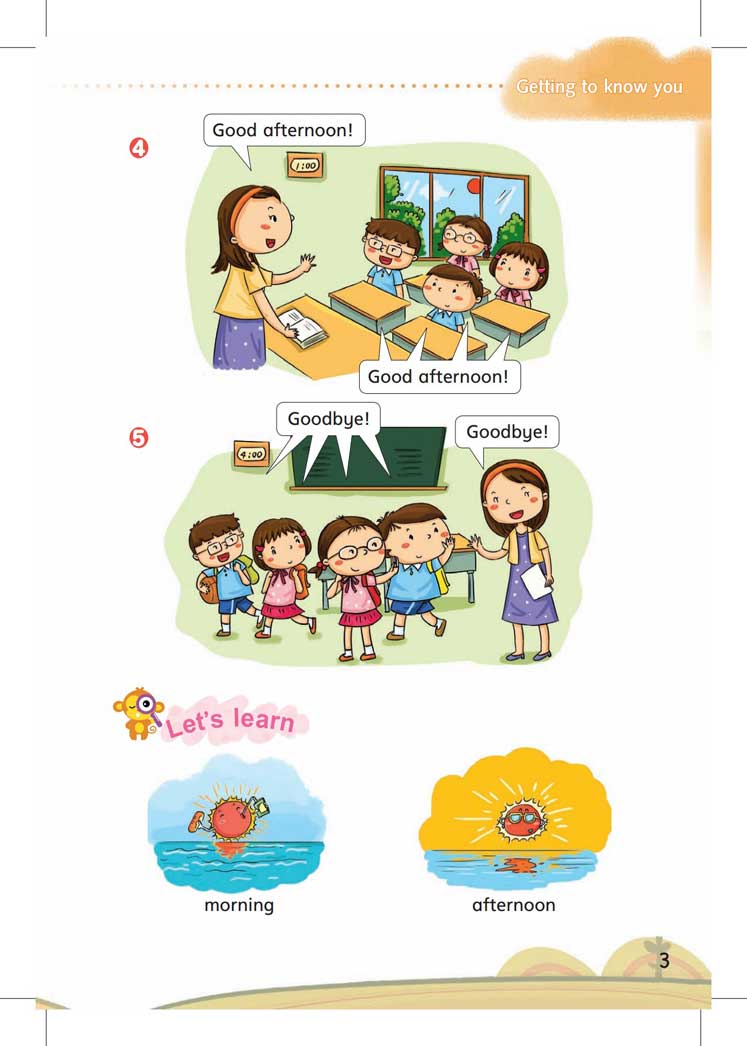 Getting to know you
4
Good afternoon!
1:00
Good afternoon!
5
Goodbye!
Goodbye!
4:00
Let's learn
morning
afternoon
3